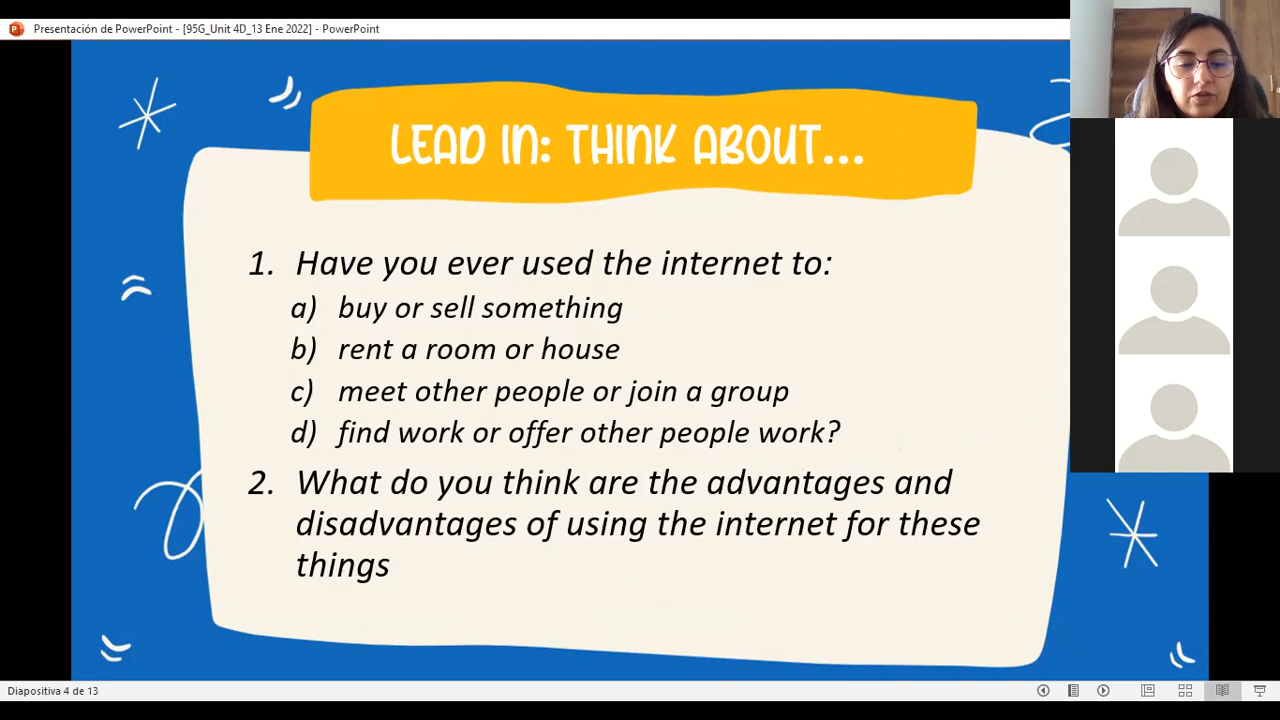 Presentación de PowerPoint - [95G_Unit 4D_13 Ene 2022] - PowerPoint
LEAD IN: THINK ABOUT...
1. Have you ever used the internet to:
a) buy or sell something
b) rent a room or house
c) meet other people or join a group
d) find work or offer other people work?
2. What do you think are the advantages and
disadvantages of using the internet for these
things
Diapositiva 4 de 13